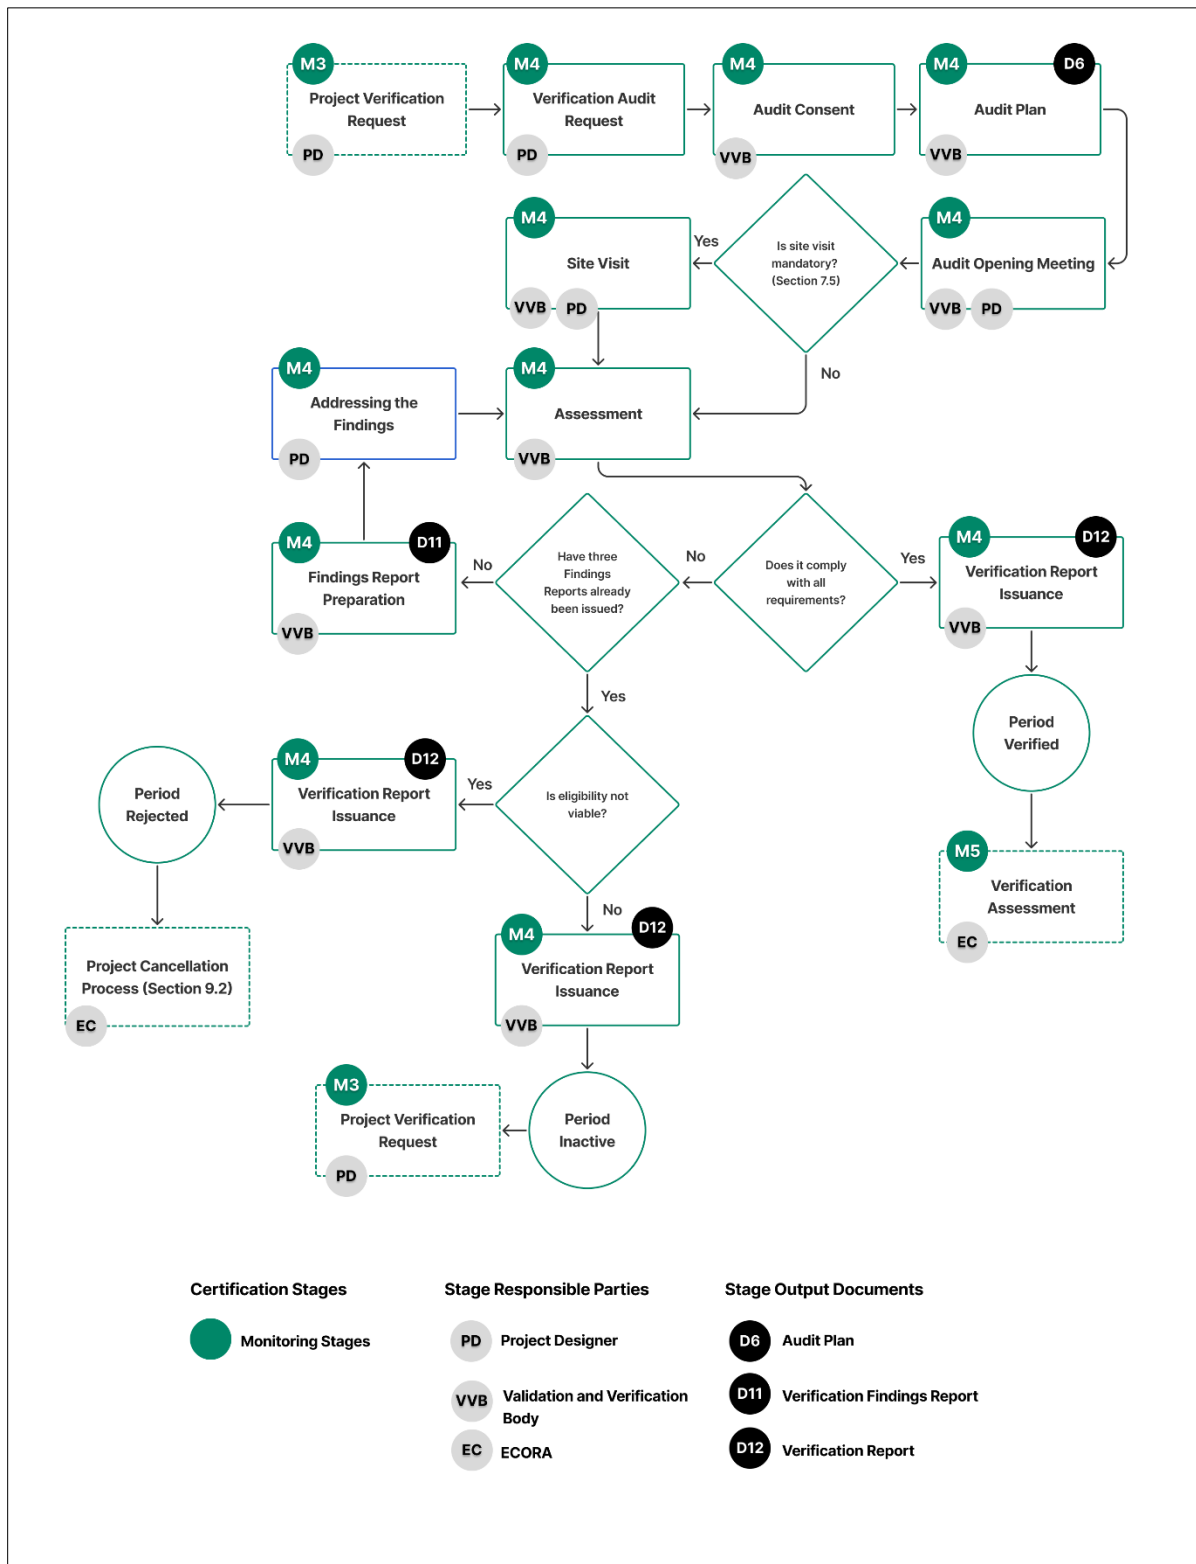 M3
Project Verification
Request
PD
M4
Verification Audit
Request
PD
M4
Audit Consent
VVB
M4
D6
Audit Plan
VVB
M4
Site Visit
VVB
PD
Yes
Is site visit
mandatory?
(Section 7.5)
No
M4
Audit Opening Meeting
VVB
PD
M4
Addressing the
Findings
PD
M4
Assessment
VVB
M4
D11
Findings Report
Preparation
VVB
No
Have three
Findings
Reports already
been issued?
No
Does it comply
with all
requirements?
Yes
M4
D12
Verification Report
Issuance
VVB
Yes
Period
Verified
Period
Rejected
M4
D12
Verification Report
Issuance
VVB
Yes
Is eligibility not
viable?
No
M5
Verification
Assessment
EC
Project Cancellation
Process (Section 9.2)
EC
M4
D12
Verification Report
Issuance
VVB
M3
Project Verification
Request
PD
Period
Inactive
Certification Stages
Monitoring Stages
Stage Responsible Parties
PD
Project Designer
VVB
Validation and Verification
Body
EC
ECORA
Stage Output Documents
D6
Audit Plan
D11
Verification Findings Report
D12
Verification Report